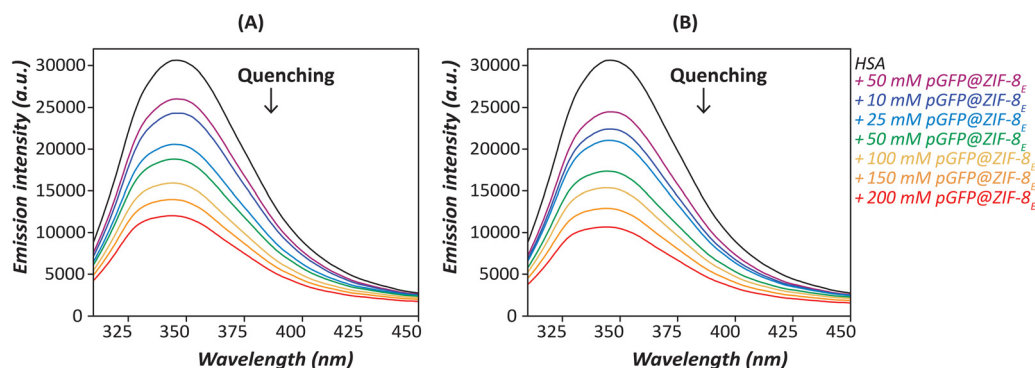 (A)
(B)
HSA
+ 50 mM pGFP@ZIF-8E
+ 10 mM pGFP@ZIF-8E
+ 25 mM pGFP@ZIF-8E
+ 50 mM pGFP@ZIF-8E
+ 100 mM pGFP@ZIF-8E
+ 150 mM pGFP@ZIF-8E
+ 200 mM pGFP@ZIF-8E
Emission intensity (a.u.)
30000
25000
20000
15000
10000
5000
0
Quenching
325 350 375 400 425 450
Wavelength (nm)
Emission intensity (a.u.)
30000
25000
20000
15000
10000
5000
0
Quenching
325 350 375 400 425 450
Wavelength (nm)